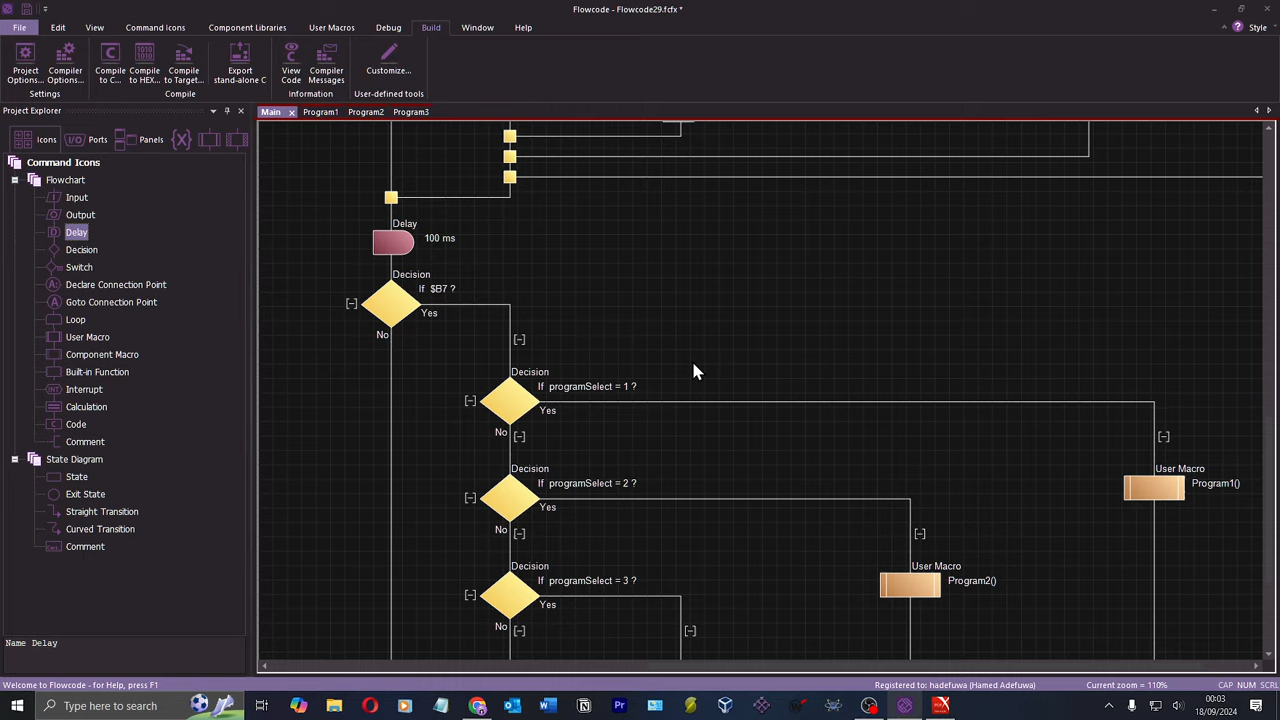 Flowcode - Flowcode29.fcfx *
File Edit View Command Icons Component Libraries User Macros Debug Build Window Help Style
Project Options... Compiler Options... Compile to C... Compile to HEX... Compile to Target... Export stand-alone C View Code Compiler Messages Customize...
Settings Compile Information User-defined tools
Project Explorer
Main Program1 Program2 Program3
Icons Ports Panels
Command Icons
Flowchart
Input
Output
Delay
Decision
Switch
Declare Connection Point
Goto Connection Point
Loop
User Macro
Component Macro
Built-in Function
Interrupt
Calculation
Code
Comment
State Diagram
State
Exit State
Straight Transition
Curved Transition
Comment
Name Delay
Delay
100 ms
Decision
If $B7 ?
Yes
No
Decision
If programSelect = 1 ?
Yes
No
User Macro
Program1()
Decision
If programSelect = 2 ?
Yes
No
User Macro
Program2()
Decision
If programSelect = 3 ?
Yes
No
Welcome to Flowcode - for Help, press F1
Registered to: hadefuwa (Hamed Adefuwa) Current zoom = 110% CAP NUM SCRL
Type here to search
00:03
18/09/2024